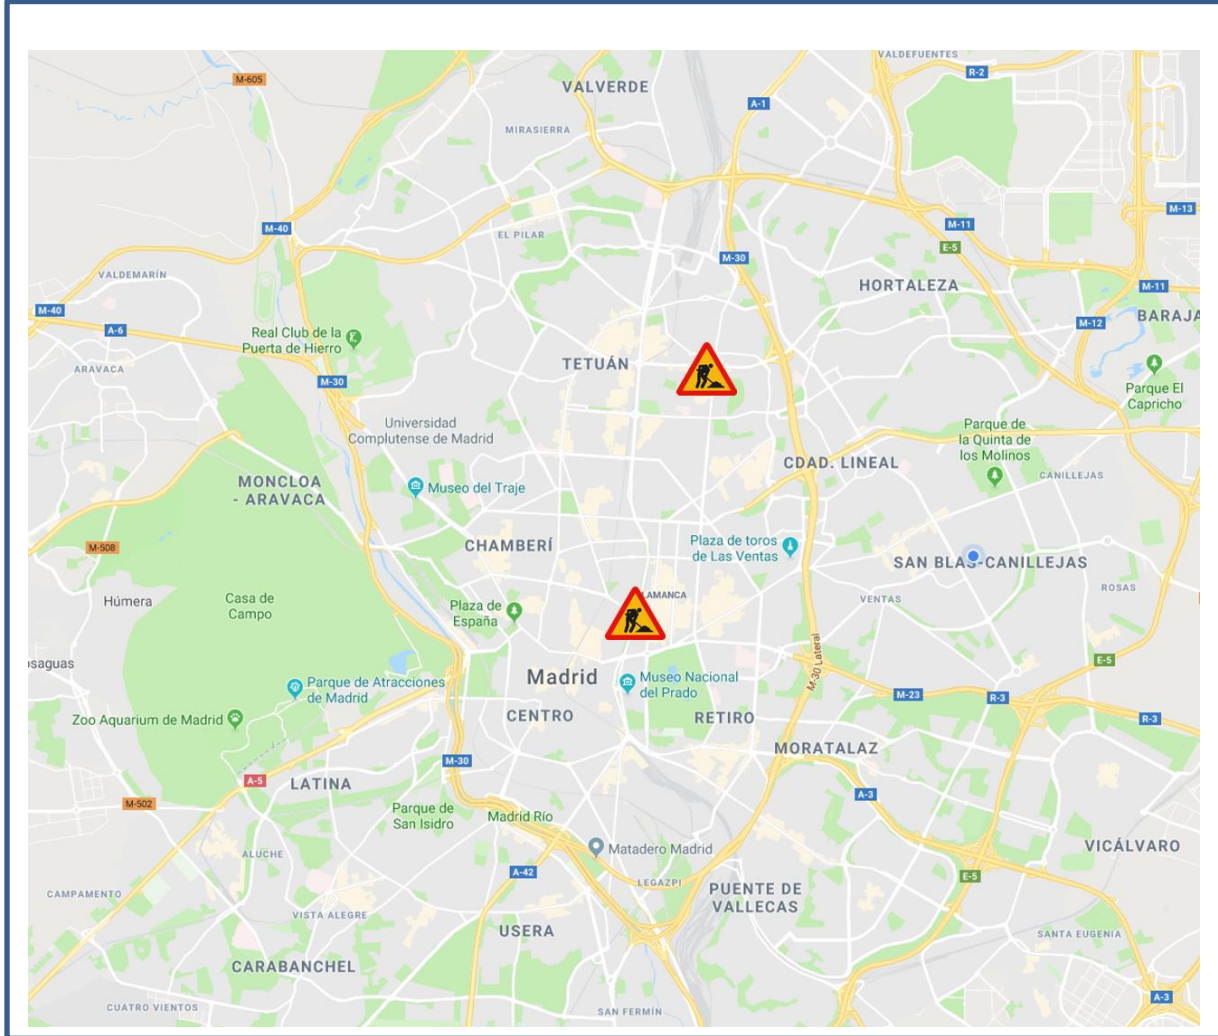 VALDEFUENTES
R-2
M-605
VALVERDE
A-1
MIRASIERRA
M-13
M-40
M-11
EL PILAR
E-5
M-30
VALDEMARÍN
HORTALEZA
M-11
M-40
BARAJA
M-12
A-6
Real Club de la
Puerta de Hierro
TETUÁN
ARAVACA
M-30
Parque El
Capricho
Universidad
Complutense de Madrid
Parque de
la Quinta de
los Molinos
CDAD. LINEAL
CANILLEJAS
MONCLOA
- ARAVACA
Museo del Traje
CHAMBERÍ
Plaza de toros
de Las Ventas
M-508
SAN BLAS-CANILLEJAS
ROSAS
Húmera
Casa de
Campo
Plaza de
España
LAMANCA
VENTAS
M-30 Lateral
osaguas
E-5
Madrid
Museo Nacional
del Prado
Parque de Atracciones
de Madrid
M-23
R-3
Zoo Aquarium de Madrid
CENTRO
RETIRO
R-3
MORATALAZ
M-30
A-5
LATINA
A-3
M-502
Parque de
San Isidro
Madrid Río
Matadero Madrid
VICÁLVARO
ALUCHE
A-42
E-5
LEGAZPI
PUENTE DE
VALLECAS
CAMPAMENTO
VISTA ALEGRE
USERA
SANTA EUGENIA
CARABANCHEL
A-3
CUATRO VIENTOS
SAN FERMÍN